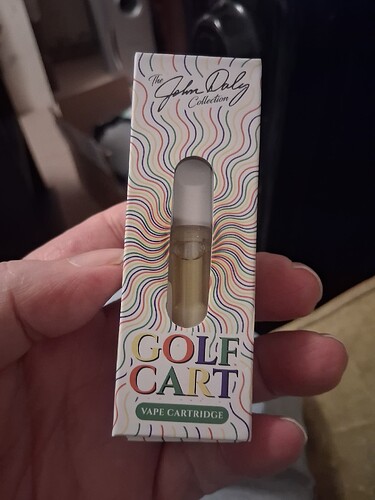 The
John Daly
Collection
GOLF
CART
VAPE CARTRIDGE